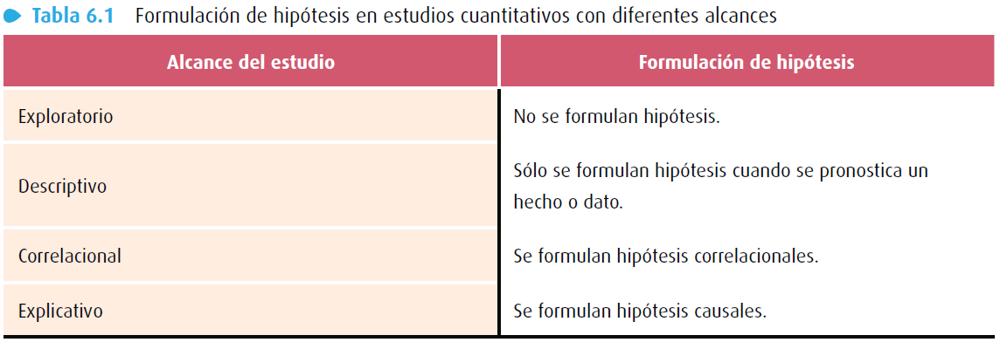 Tabla 6.1 Formulación de hipótesis en estudios cuantitativos con diferentes alcances
Alcance del estudio Formulación de hipótesis
Exploratorio No se formulan hipótesis.
Descriptivo Sólo se formulan hipótesis cuando se pronostica un
hecho o dato.
Correlacional Se formulan hipótesis correlacionales.
Explicativo Se formulan hipótesis causales.